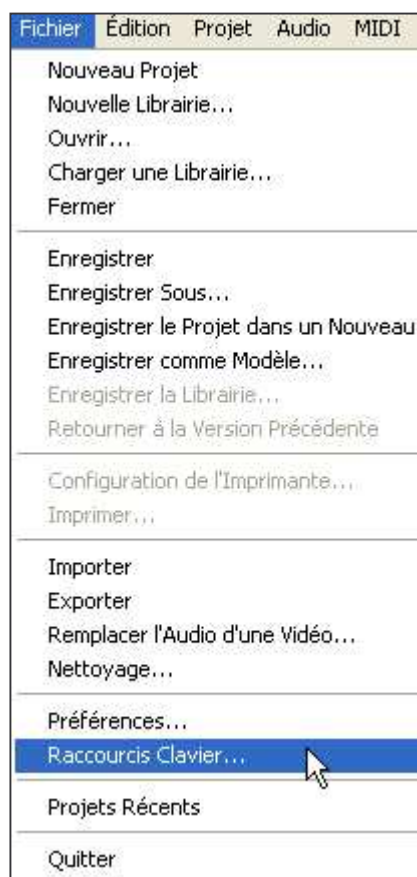 Fichier Édition Projet Audio MIDI
Nouveau Projet
Nouvelle Librairie...
Ouvrir...
Charger une Librairie...
Fermer
Enregistrer
Enregistrer Sous...
Enregistrer le Projet dans un Nouveau
Enregistrer comme Modèle...
Enregistrer la Librairie...
Retourner à la Version Précédente
Configuration de l'Imprimante...
Imprimer...
Importer
Exporter
Remplacer l'Audio d'une Vidéo...
Nettoyage...
Préférences...
Raccourcis Clavier...
Projets Récents
Quitter